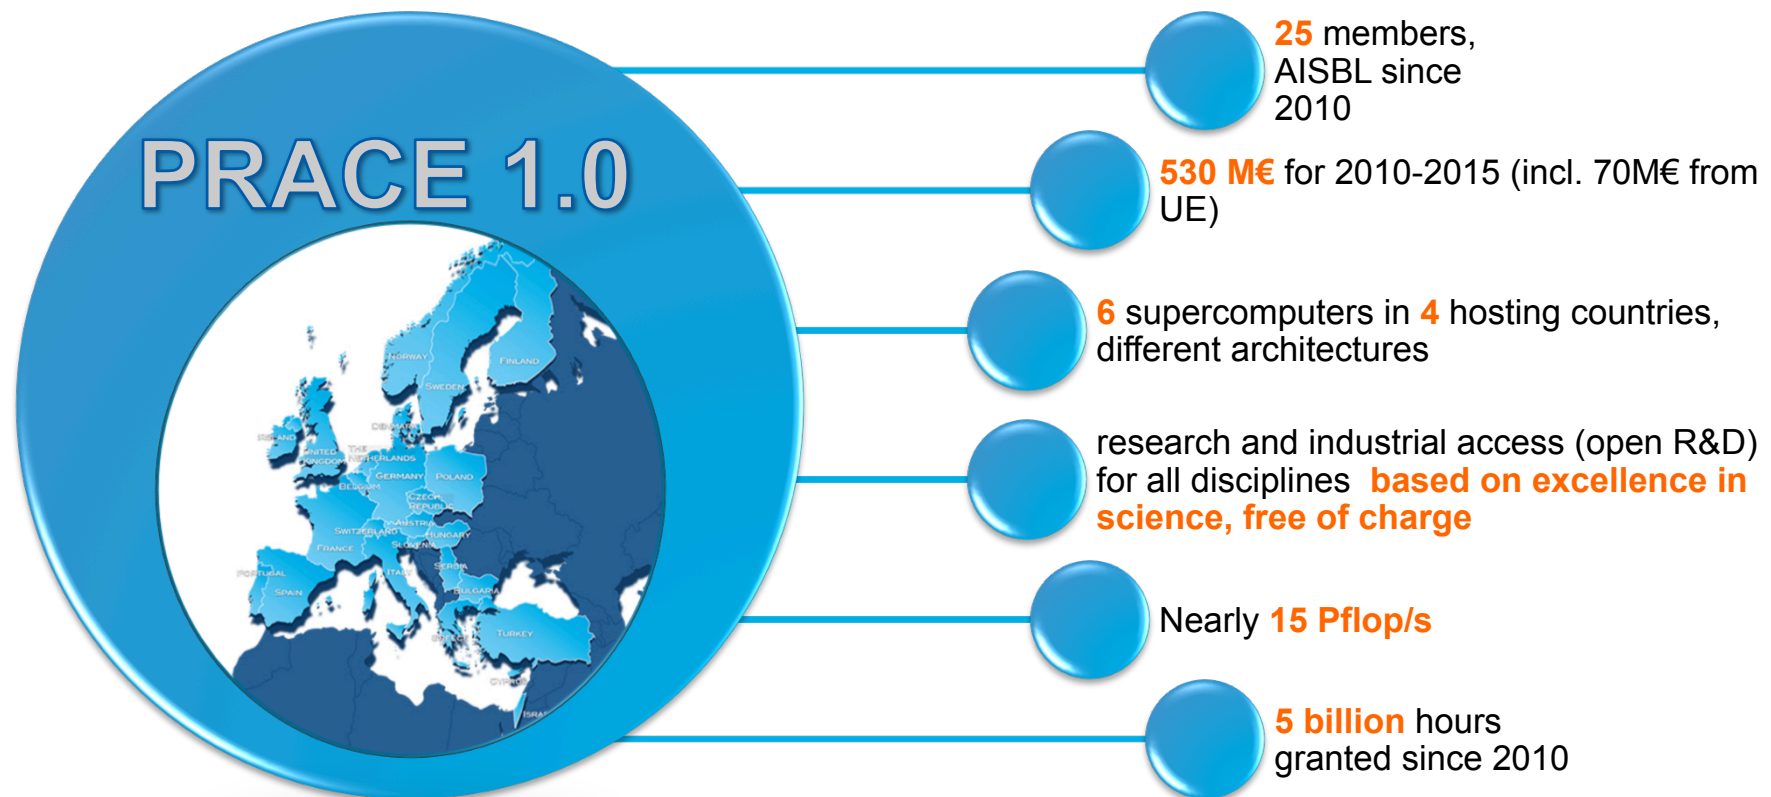 PRACE 1.0
25 members,
AISBL since
2010
530 M€ for 2010-2015 (incl. 70M€ from
UE)
6 supercomputers in 4 hosting countries,
different architectures
research and industrial access (open R&D)
for all disciplines based on excellence in
science, free of charge
Nearly 15 Pflop/s
5 billion hours
granted since 2010
NORWAY
FINLAND
SWEDEN
DENMARK
IRELAND
UNITED
KINGDOM
THE
NETHERLANDS
GERMANY
POLAND
BELGIUM
CZECH
REPUBLIC
AUSTRIA
SWITZERLAND
HUNGARY
SLOVENIA
FRANCE
ITALY
SERBIA
PORTUGAL
SPAIN
BULGARIA
GREECE
TURKEY
CYPRUS
ISRA